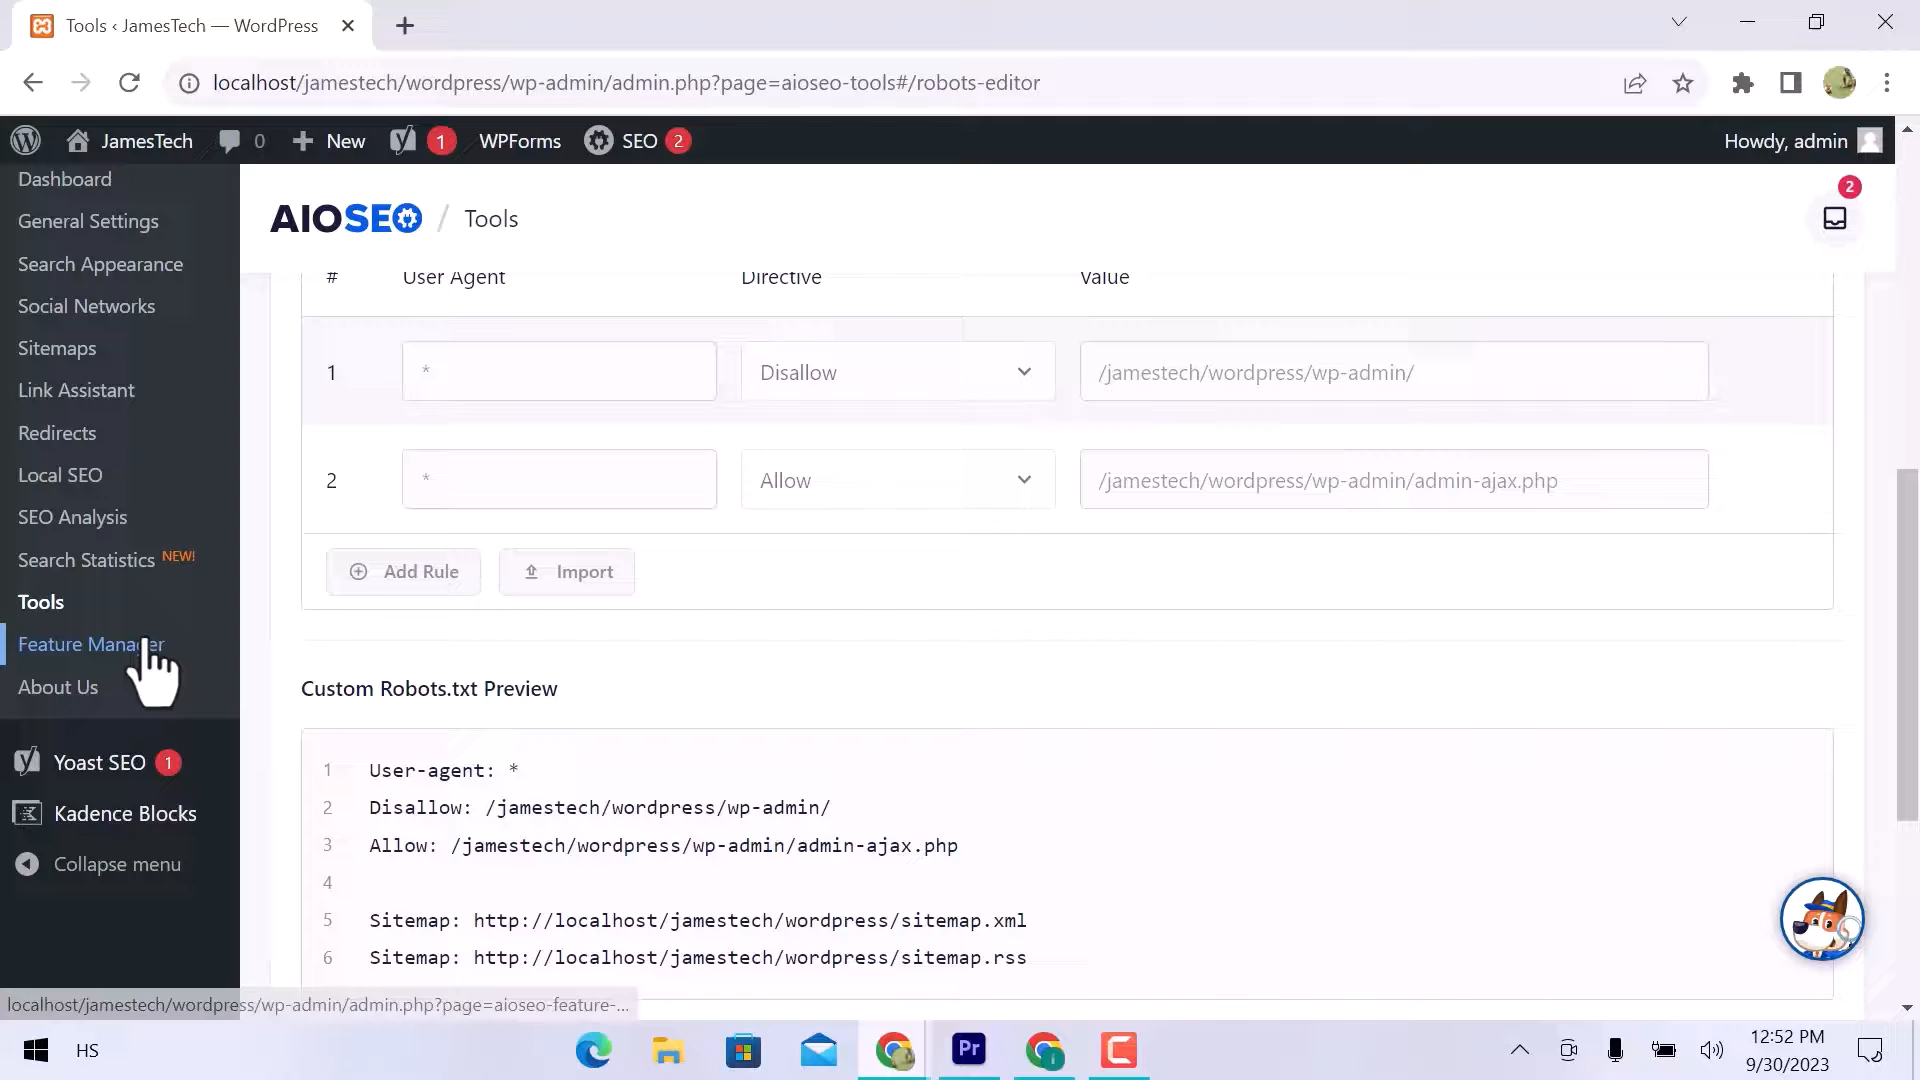 Tools ‹ JamesTech — WordPress
localhost/jamestech/wordpress/wp-admin/admin.php?page=aioseo-tools#/robots-editor
JamesTech 0 New 1 WPForms SEO 2 Howdy, admin
Dashboard
General Settings
Search Appearance
Social Networks
Sitemaps
Link Assistant
Redirects
Local SEO
SEO Analysis
Search Statistics NEW!
Tools
Feature Manager
About Us
Yoast SEO 1
Kadence Blocks
Collapse menu
AIOSEO / Tools
2
# User Agent Directive Value
1 * Disallow /jamestech/wordpress/wp-admin/
2 * Allow /jamestech/wordpress/wp-admin/admin-ajax.php
Add Rule Import
Custom Robots.txt Preview
1 User-agent: *
2 Disallow: /jamestech/wordpress/wp-admin/
3 Allow: /jamestech/wordpress/wp-admin/admin-ajax.php
4
5 Sitemap: http://localhost/jamestech/wordpress/sitemap.xml
6 Sitemap: http://localhost/jamestech/wordpress/sitemap.rss
localhost/jamestech/wordpress/wp-admin/admin.php?page=aioseo-feature-...
HS
Pr
12:52 PM
9/30/2023